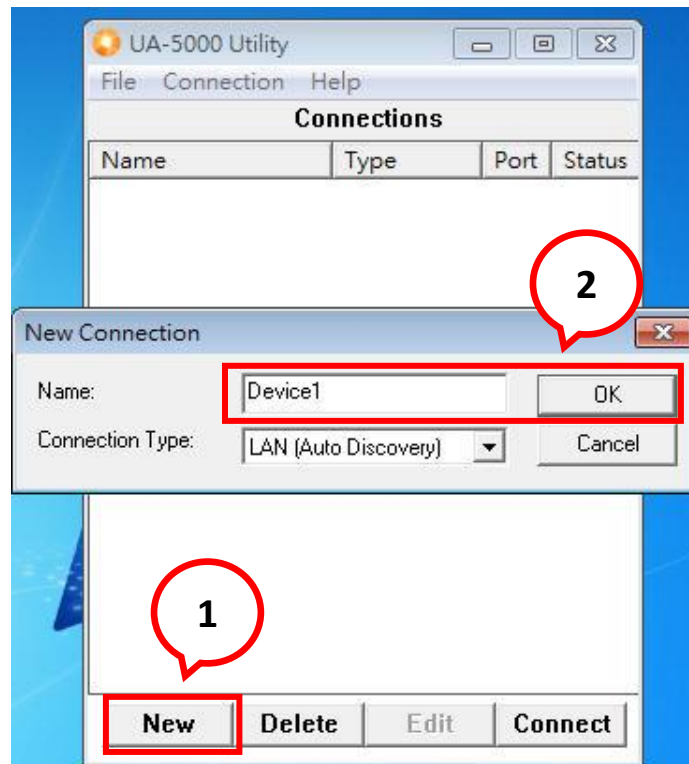 UA-5000 Utility
File Connection Help
Connections
Name Type Port Status
2
New Connection
Name: Device1 OK
Connection Type: LAN (Auto Discovery) Cancel
1
New Delete Edit Connect